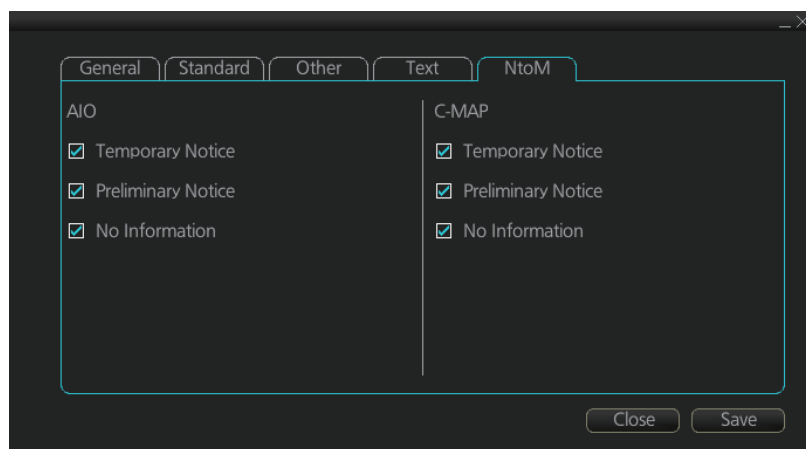 General Standard Other Text NtoM
AIO
Temporary Notice
Preliminary Notice
No Information
C-MAP
Temporary Notice
Preliminary Notice
No Information
Close Save